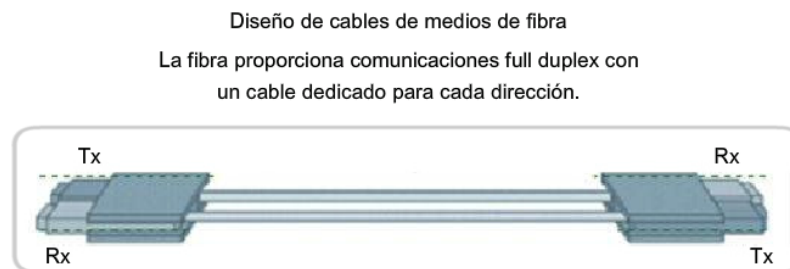 Diseño de cables de medios de fibra
La fibra proporciona comunicaciones full duplex con
un cable dedicado para cada dirección.
Tx
Rx
Rx
Tx